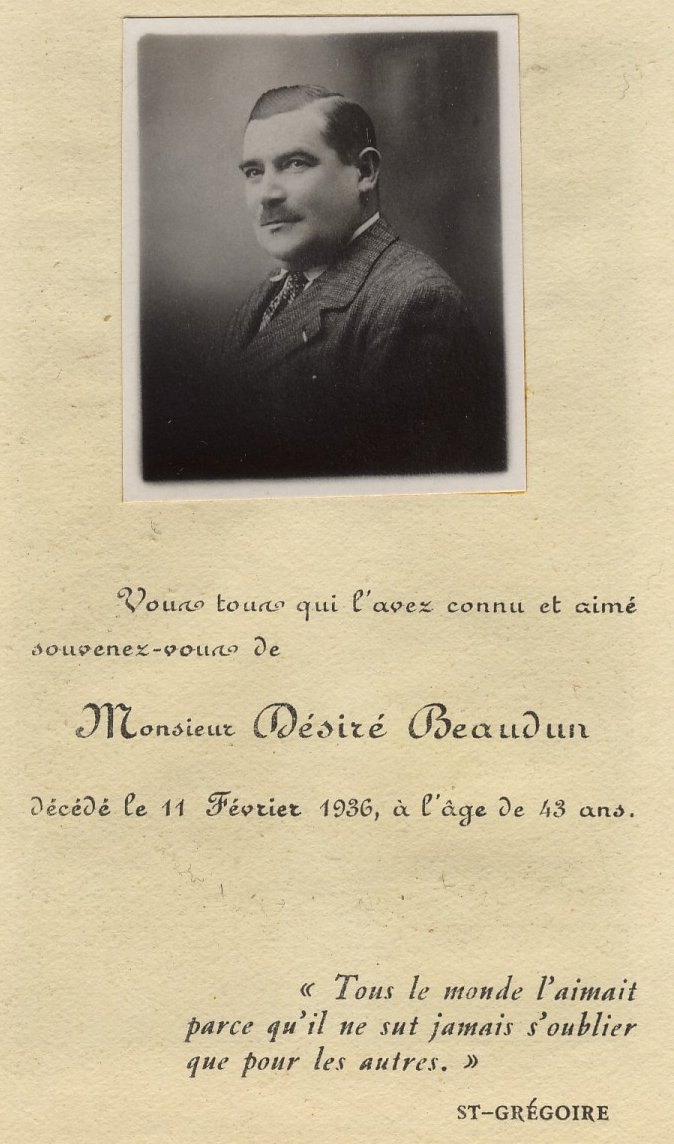 Vous tous qui l'avez connu et aimé
souvenez-vous de
Monsieur Désiré Beaudun
décédé le 11 Février 1936, à l'âge de 43 ans.
« Tous le monde l'aimait
parce qu'il ne sut jamais s'oublier
que pour les autres. »
ST-GRÉGOIRE